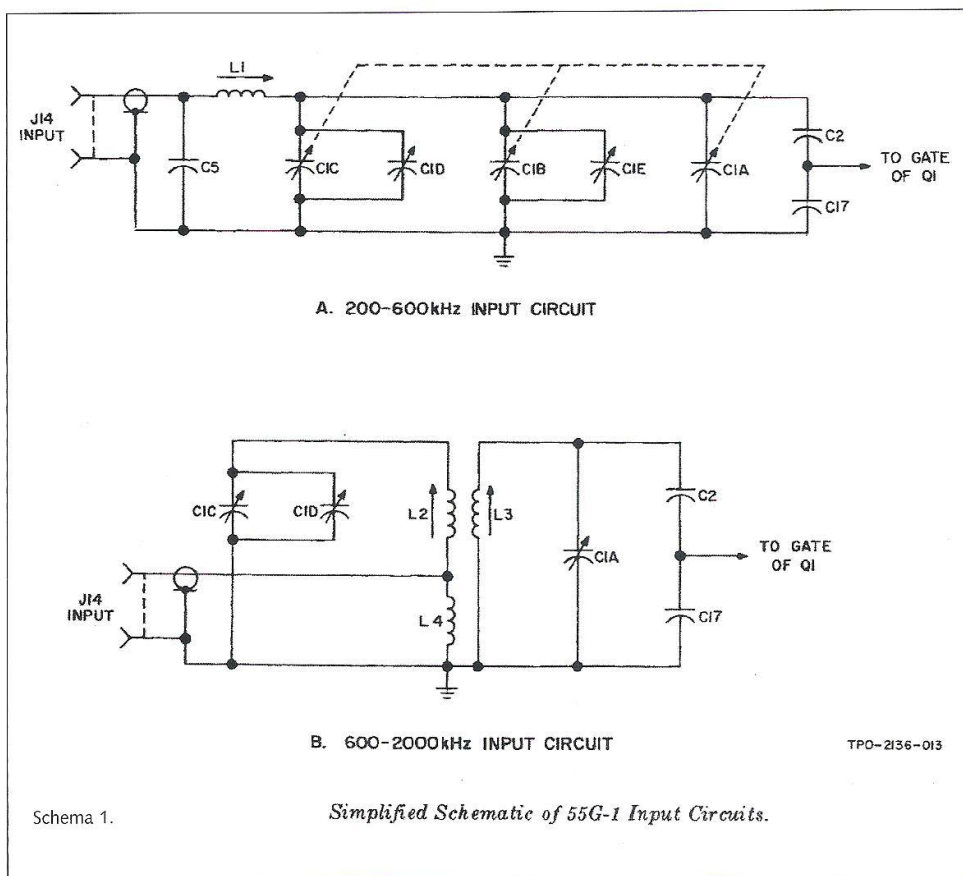 L1
J14
INPUT
C5
C1C
C1D
C1B
C1E
C1A
C2
C17
TO GATE
OF Q1
A. 200-600kHz INPUT CIRCUIT
C1C
C1D
L2
L3
C1A
C2
C17
TO GATE
OF Q1
J14
INPUT
L4
B. 600-2000kHz INPUT CIRCUIT
TPO-2136-013
Schema 1.
Simplified Schematic of 55G-1 Input Circuits.